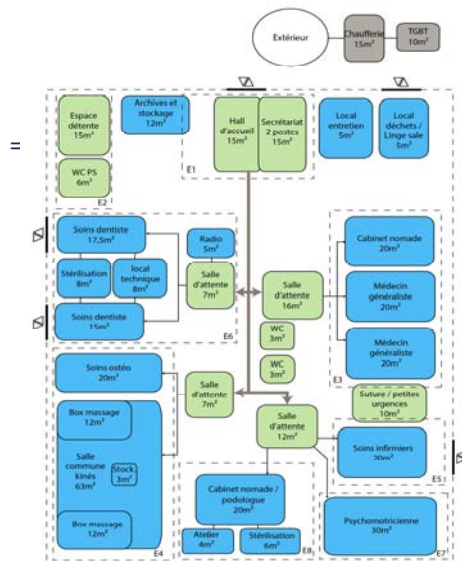 Extérieur
Chaufferie
15m²
TGBT
10m²
Espace
détente
15m²
WC PS
6m²
E2
Archives et
stockage
12m²
Hall
d'accueil
15m²
Secrétariat
2 postes
15m²
E1
Local
entretien
5m²
Local
déchets /
Linge sale
5m²
Soins dentiste
17,5m²
Stérilisation
8m²
local
technique
8m²
Soins dentiste
15m²
Radio
5m²
Salle
d'attente
7m²
E6
Salle
d'attente
16m²
WC
3m²
WC
3m²
Cabinet nomade
20m²
Médecin
généraliste
20m²
Médecin
généraliste
20m²
E3
Suture / petites
urgences
10m²
Soins ostéo
20m²
Box massage
12m²
Salle
commune
kinés
63m²
Stock.
3m²
Box massage
12m²
E4
Salle
d'attente
7m²
Salle
d'attente
12m²
Soins infirmiers
20m²
E5
Cabinet nomade /
podologue
20m²
Atelier
4m²
Stérilisation
6m²
E8
Psychomotricienne
30m²
E7